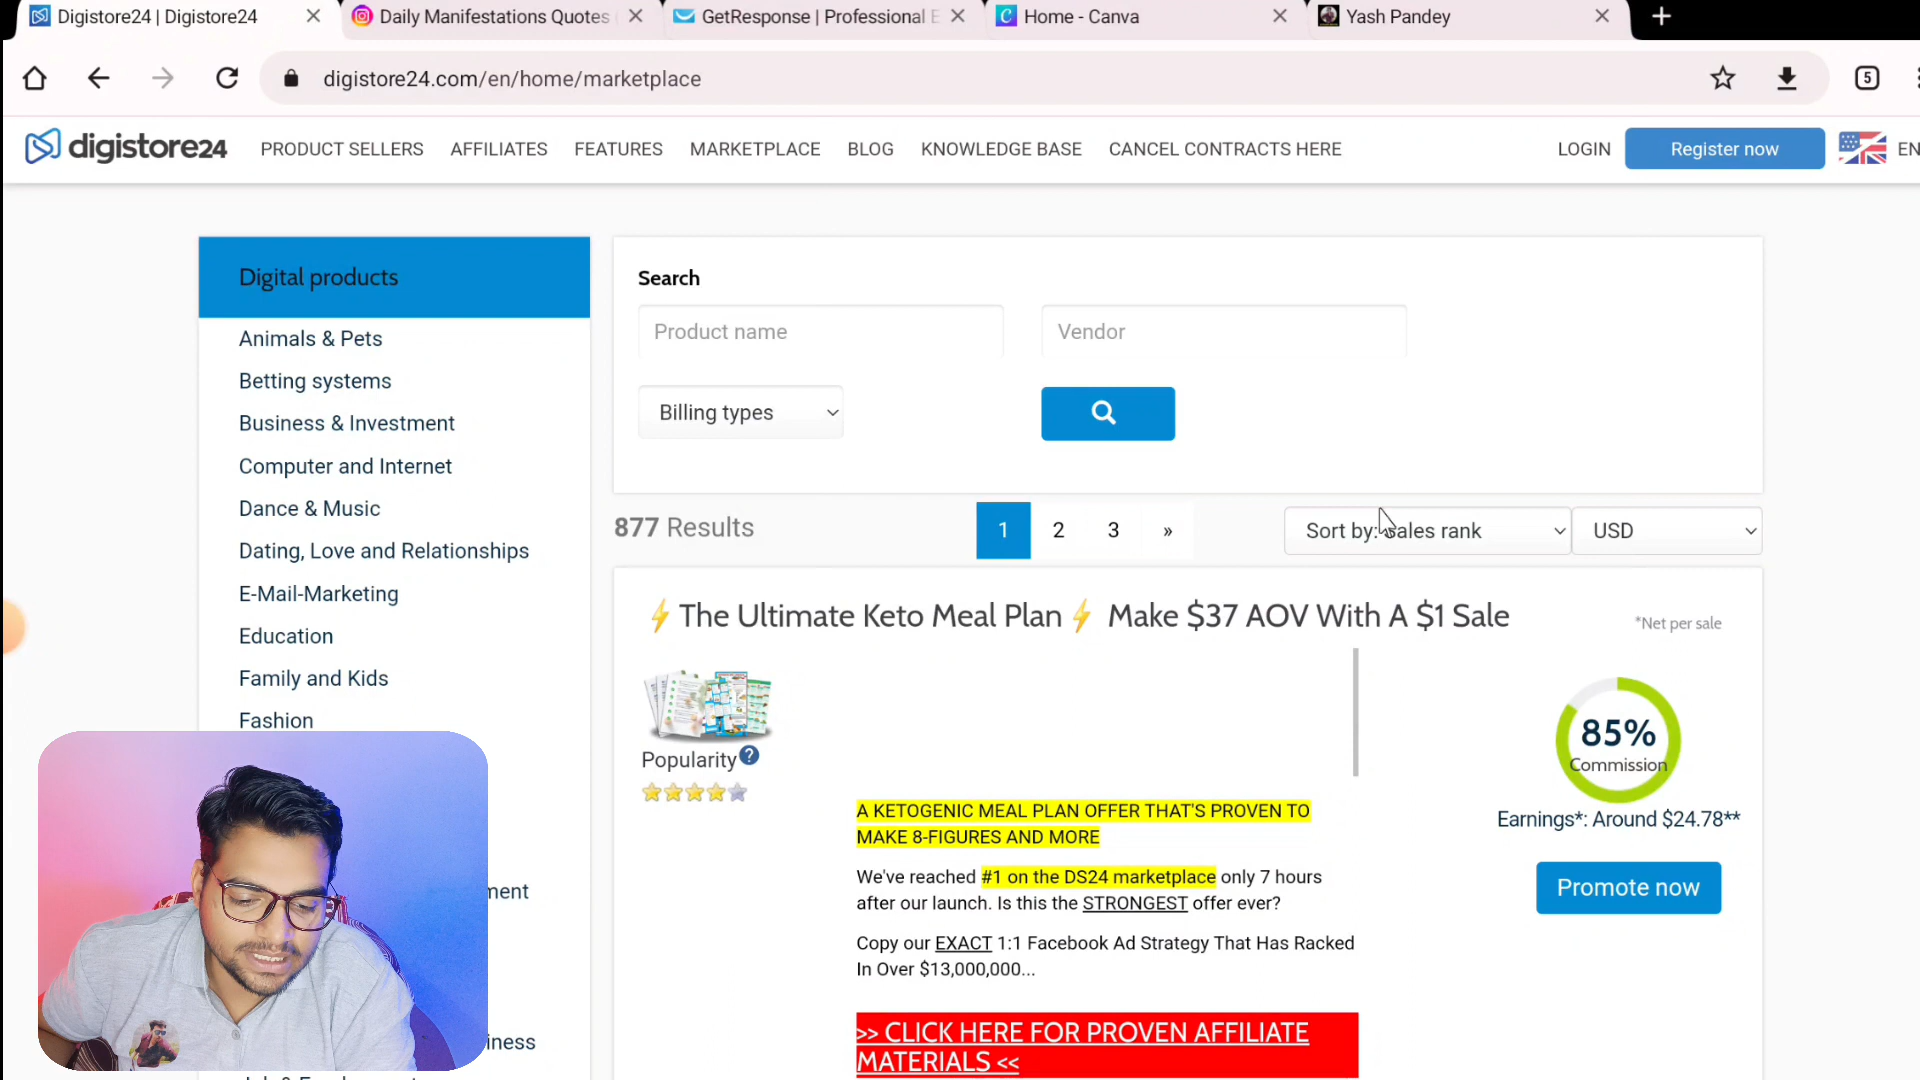 Digistore24 | Digistore24
Daily Manifestations Quotes
GetResponse | Professional E
Home - Canva
Yash Pandey
digistore24.com/en/home/marketplace
5
digistore24
PRODUCT SELLERS
AFFILIATES
FEATURES
MARKETPLACE
BLOG
KNOWLEDGE BASE
CANCEL CONTRACTS HERE
LOGIN
Register now
EN
Digital products
Animals & Pets
Betting systems
Business & Investment
Computer and Internet
Dance & Music
Dating, Love and Relationships
E-Mail-Marketing
Education
Family and Kids
Fashion
Search
Product name
Vendor
Billing types
877 Results
1 2 3 »
Sort by: Sales rank
USD
⚡The Ultimate Keto Meal Plan⚡ Make $37 AOV With A $1 Sale
*Net per sale
Popularity
85%
Commission
Earnings*: Around $24.78**
Promote now
A KETOGENIC MEAL PLAN OFFER THAT'S PROVEN TO
MAKE 8-FIGURES AND MORE
We've reached #1 on the DS24 marketplace only 7 hours
after our launch. Is this the STRONGEST offer ever?
Copy our EXACT 1:1 Facebook Ad Strategy That Has Racked
In Over $13,000,000...
>> CLICK HERE FOR PROVEN AFFILIATE
MATERIALS <<